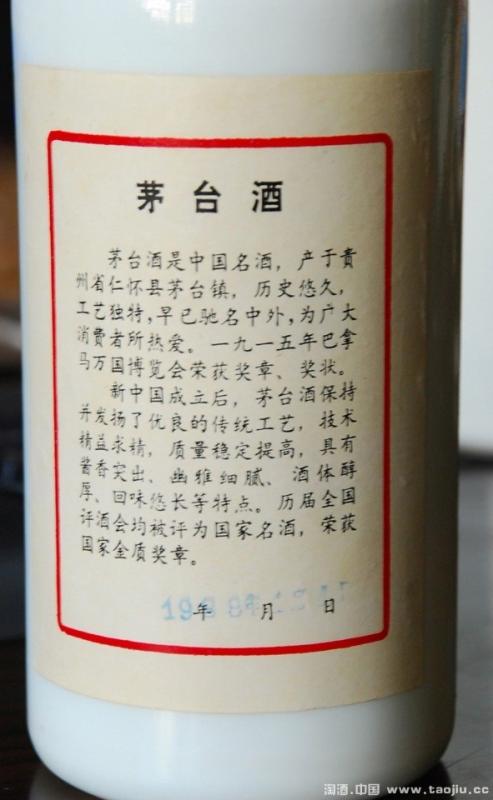 茅台酒
茅台酒是中国名酒，产于贵
州省仁怀县茅台镇，历史悠久，
工艺独特，早已驰名中外，为广大
消费者所热爱。一九一五年巴拿
马万国博览会荣获奖章、奖状。
新中国成立后，茅台酒保持
并发扬了优良的传统工艺，技术
精益求精，质量稳定提高，具有
酱香突出、幽雅细腻、酒体醇
厚、回味悠长等特点。历届全国
评酒会均被评为国家名酒，荣获
国家金质奖章。
年 月 日
淘酒.中国 www.taojiu.cc